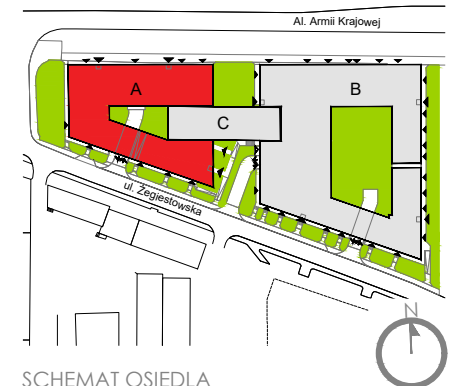 Al. Armii Krajowej
A
B
C
ul. Żegiestowska
N
SCHEMAT OSIEDLA